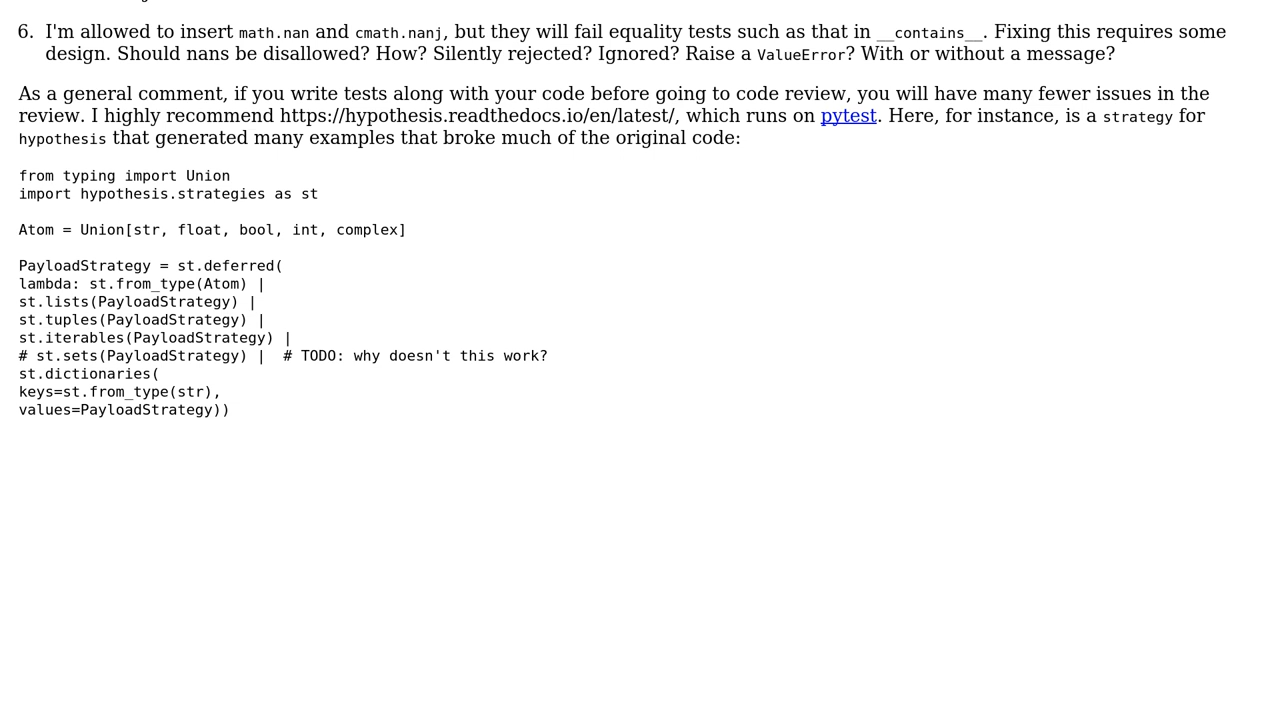 6. I'm allowed to insert math.nan and cmath.nanj, but they will fail equality tests such as that in __contains__. Fixing this requires some
design. Should nans be disallowed? How? Silently rejected? Ignored? Raise a ValueError? With or without a message?
As a general comment, if you write tests along with your code before going to code review, you will have many fewer issues in the
review. I highly recommend https://hypothesis.readthedocs.io/en/latest/, which runs on pytest. Here, for instance, is a strategy for
hypothesis that generated many examples that broke much of the original code:
from typing import Union
import hypothesis.strategies as st
Atom = Union[str, float, bool, int, complex]
PayloadStrategy = st.deferred(
lambda: st.from_type(Atom) |
st.lists(PayloadStrategy) |
st.tuples(PayloadStrategy) |
st.iterables(PayloadStrategy) |
# st.sets(PayloadStrategy) |  # TODO: why doesn't this work?
st.dictionaries(
keys=st.from_type(str),
values=PayloadStrategy))